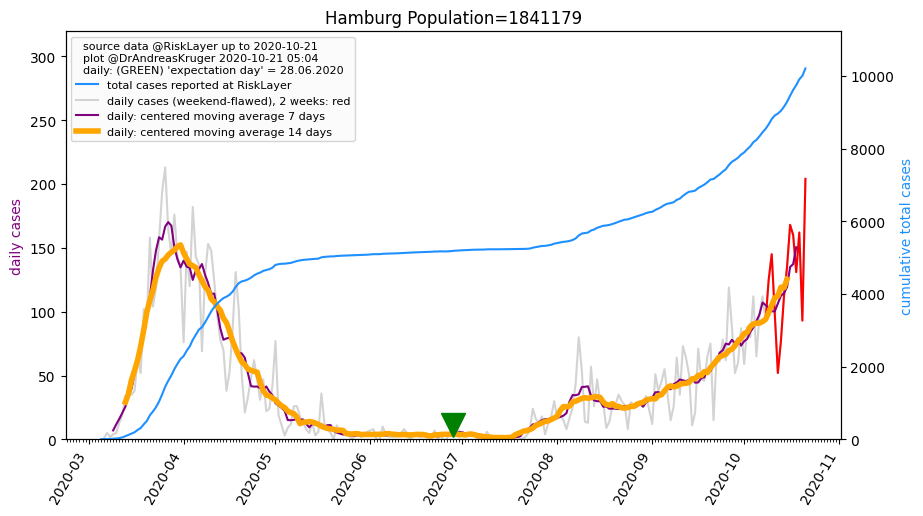 Hamburg Population=1841179
source data @RiskLayer up to 2020-10-21
plot @DrAndreasKruger 2020-10-21 05:04
daily: (GREEN) 'expectation day' = 28.06.2020
total cases reported at RiskLayer
daily cases (weekend-flawed), 2 weeks: red
daily: centered moving average 7 days
daily: centered moving average 14 days
daily cases
300
250
200
150
100
50
0
cumulative total cases
10000
8000
6000
4000
2000
0
2020-03
2020-04
2020-05
2020-06
2020-07
2020-08
2020-09
2020-10
2020-11